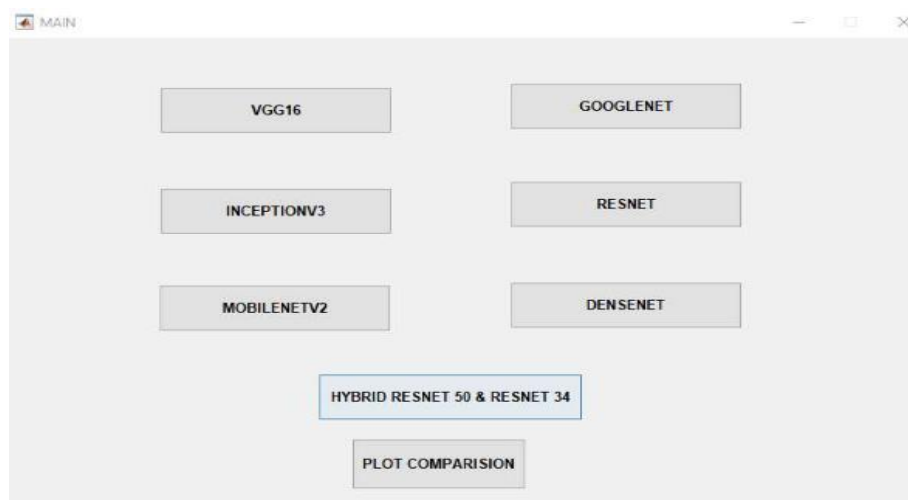 MAIN
VGG16
GOOGLENET
INCEPTIONV3
RESNET
MOBILENETV2
DENSENET
HYBRID RESNET 50 & RESNET 34
PLOT COMPARISION